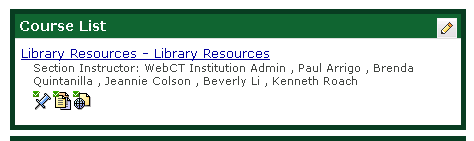 Course List
Library Resources - Library Resources
Section Instructor: WebCT Institution Admin , Paul Arrigo , Brenda
Quintanilla , Jeannie Colson , Beverly Li , Kenneth Roach